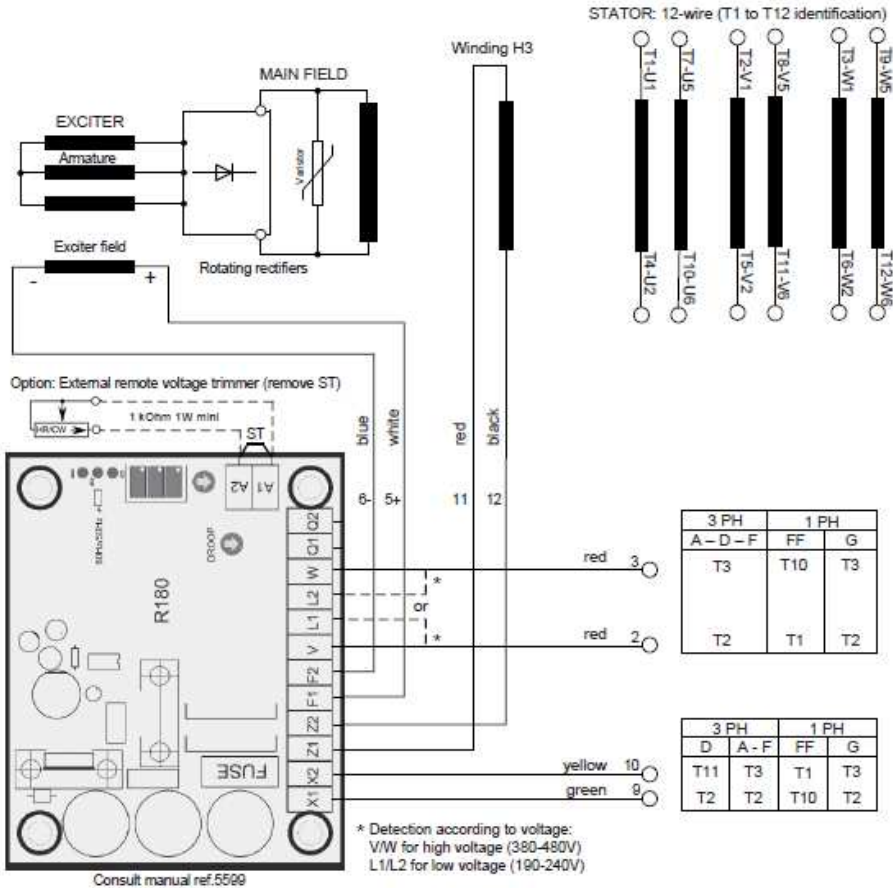 STATOR: 12-wire (T1 to T12 identification)
Winding H3
MAIN FIELD
EXCITER
Armature
Varistor
Exciter field
- +
Rotating rectifiers
T1-U1
T7-U5
T2-V1
T8-V5
T3-W1
T9-W5
T4-U2
T10-U6
T5-V2
T11-V6
T6-W2
T12-W6
Option: External remote voltage trimmer (remove ST)
1 kOhm 1W mini
ST
blue
white
red
black
6-
5+
11
12
A2
A1
DROOP
R180
FUSE
Q2
Q1
W
L2
L1
V
F2
F1
Z2
Z1
X2
X1
red 3
*
or
*
red 2
yellow 10
green 9
3 PH 1 PH
A – D – F FF G
T3 T10 T3
T2 T1 T2
3 PH 1 PH
D A - F FF G
T11 T3 T1 T3
T2 T2 T10 T2
* Detection according to voltage:
V/W for high voltage (380-480V)
L1/L2 for low voltage (190-240V)
Consult manual ref.5599